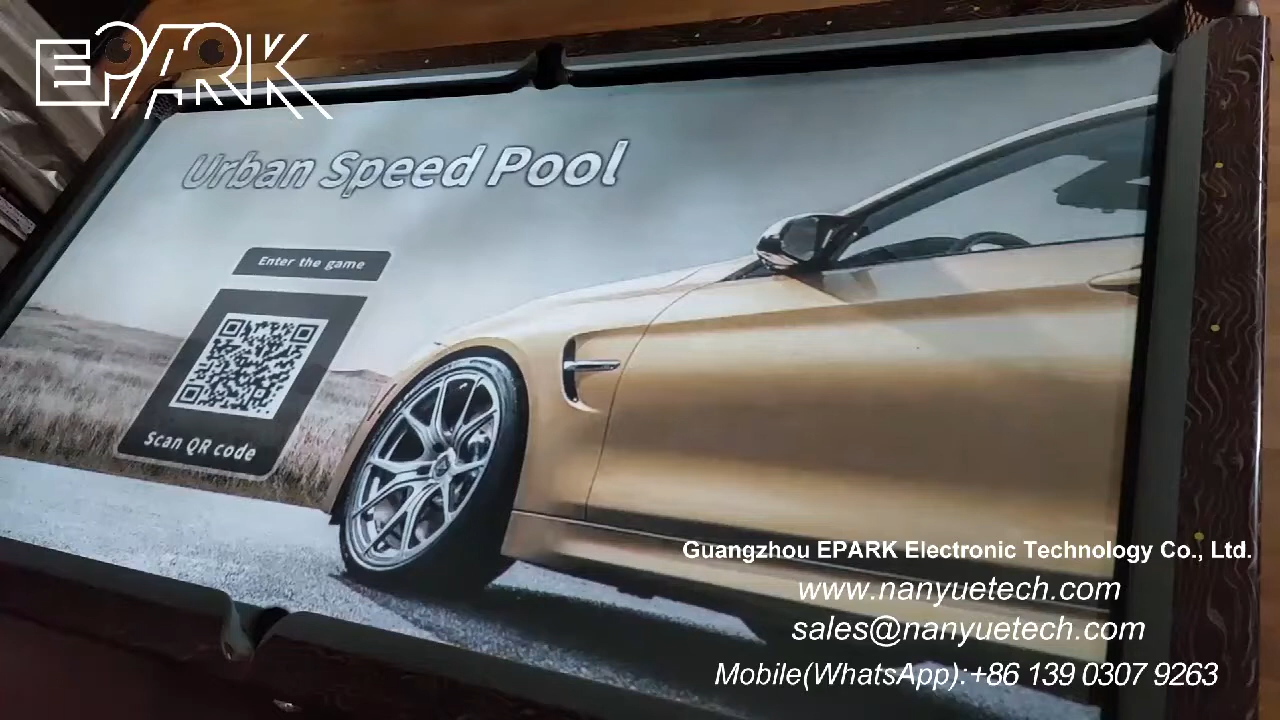 EPARK
Urban Speed Pool
Enter the game
Scan QR code
Guangzhou EPARK Electronic Technology Co., Ltd.
www.nanyuetech.com
sales@nanyuetech.com
Mobile(WhatsApp):+86 139 0307 9263